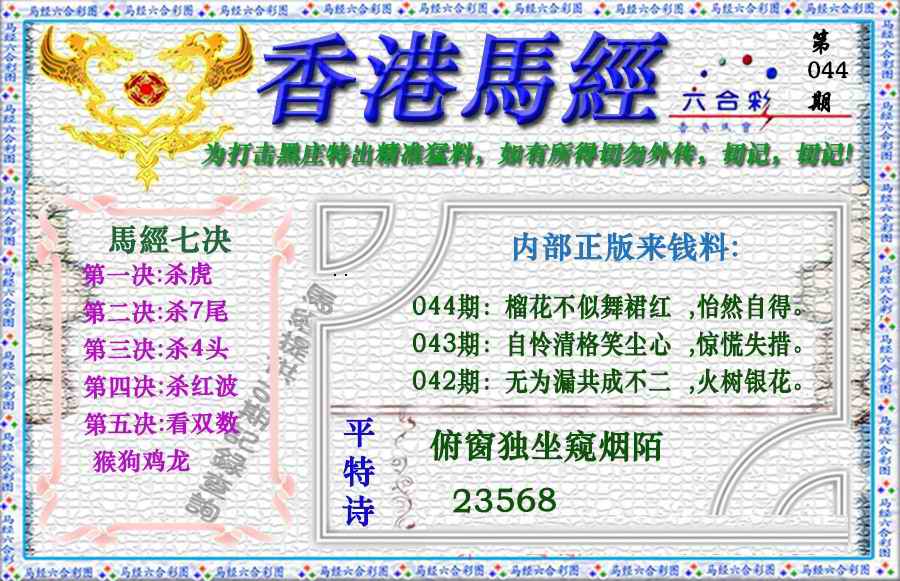 香港馬經
六合彩
第
044
期
为打击黑庄特出精准猛料，如有所得切勿外传，切记，切记!
馬經七决
第一决:杀虎
第二决:杀7尾
第三决:杀4头
第四决:杀红波
第五决:看双数
猴狗鸡龙
内部正版来钱料:
044期：榴花不似舞裙红 ,怡然自得。
043期：自怜清格笑尘心 ,惊慌失措。
042期：无为漏共成不二 ,火树银花。
平
特
诗
俯窗独坐窥烟陌
23568